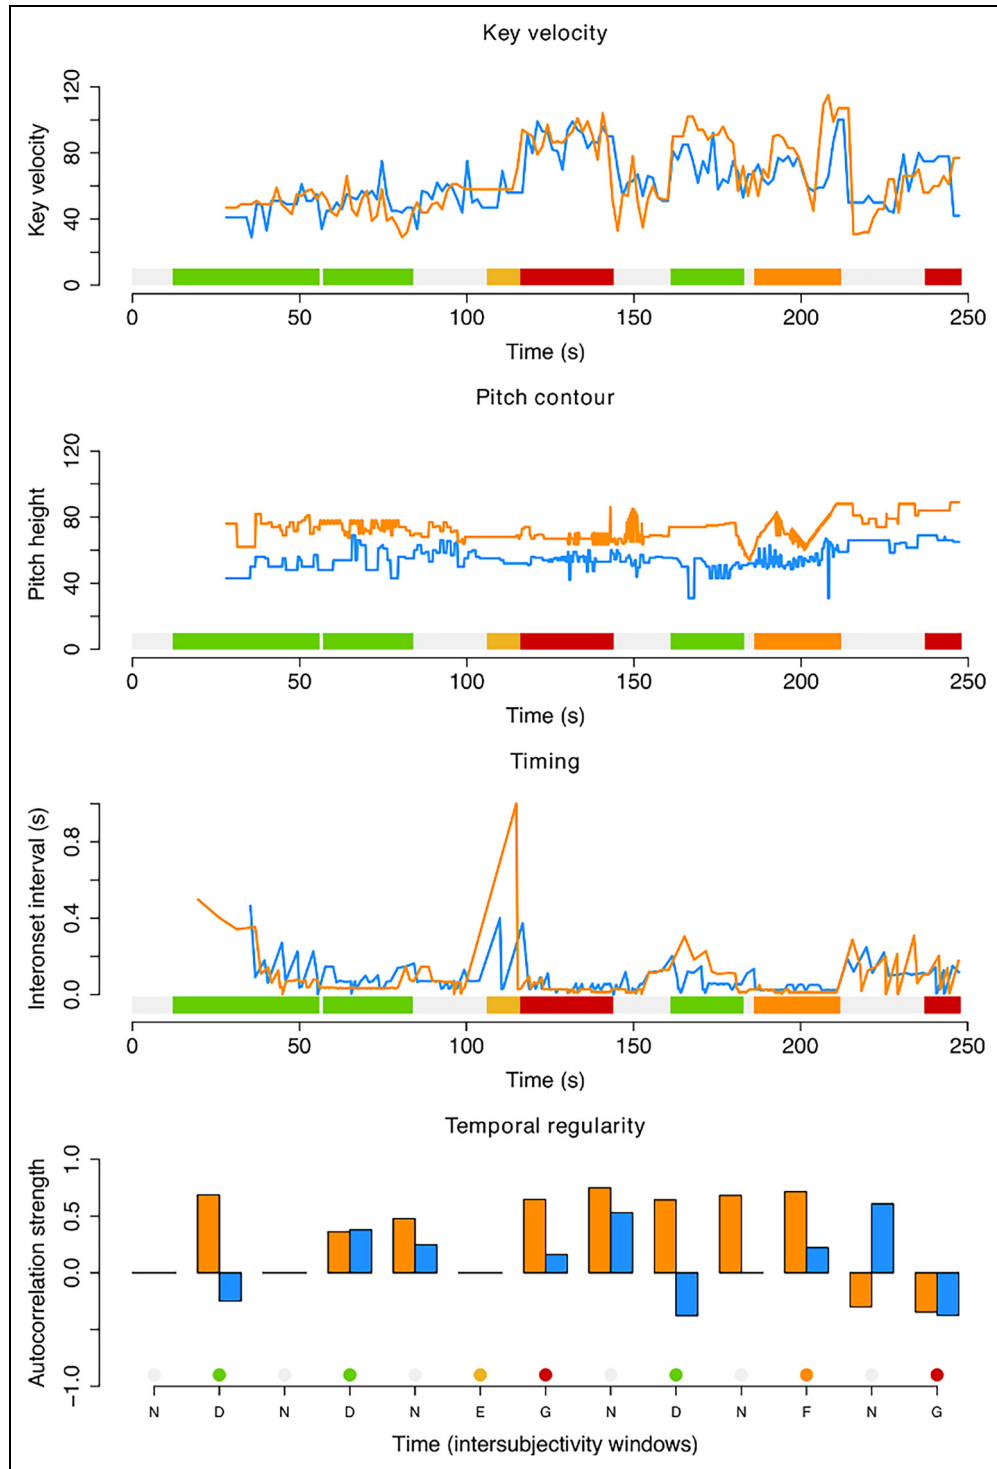 Key velocity
Key velocity
0 40 80 120
0 50 100 150 200 250
Time (s)
Pitch contour
Pitch height
0 40 80 120
0 50 100 150 200 250
Time (s)
Timing
Interonset interval (s)
0.0 0.4 0.8
0 50 100 150 200 250
Time (s)
Temporal regularity
Autocorrelation strength
−1.0 0.0 0.5 1.0
N D N D N E G N D N F N G
Time (intersubjectivity windows)